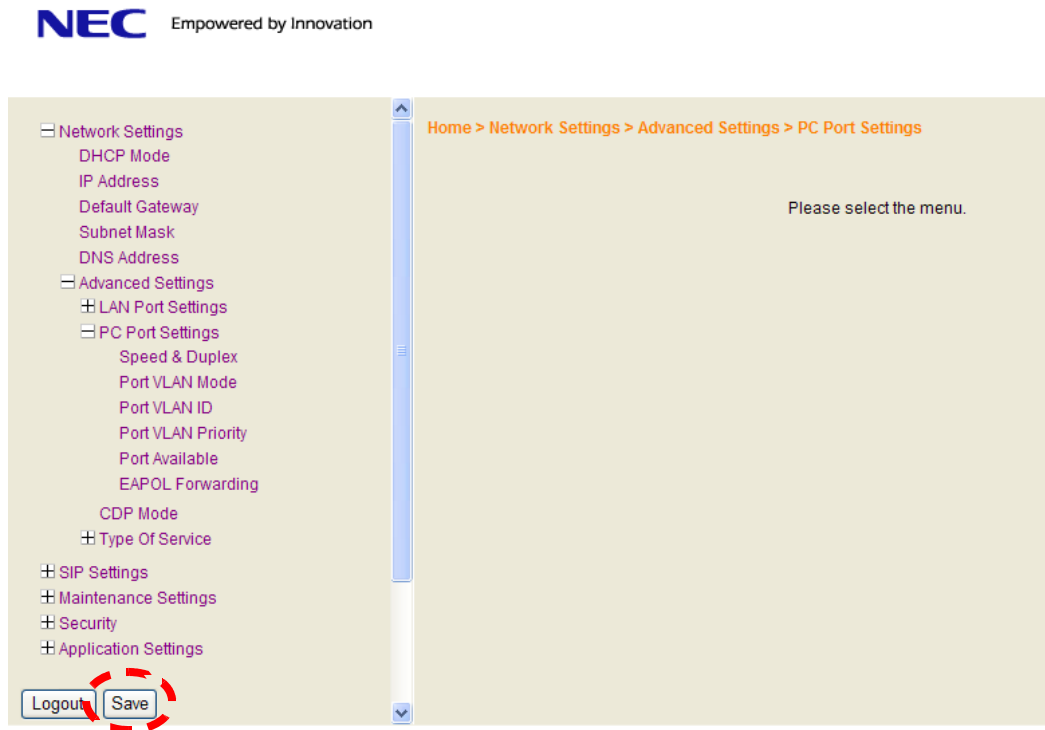 NEC Empowered by Innovation
Network Settings
DHCP Mode
IP Address
Default Gateway
Subnet Mask
DNS Address
Advanced Settings
LAN Port Settings
PC Port Settings
Speed & Duplex
Port VLAN Mode
Port VLAN ID
Port VLAN Priority
Port Available
EAPOL Forwarding
CDP Mode
Type Of Service
SIP Settings
Maintenance Settings
Security
Application Settings
Logout Save
Home > Network Settings > Advanced Settings > PC Port Settings
Please select the menu.